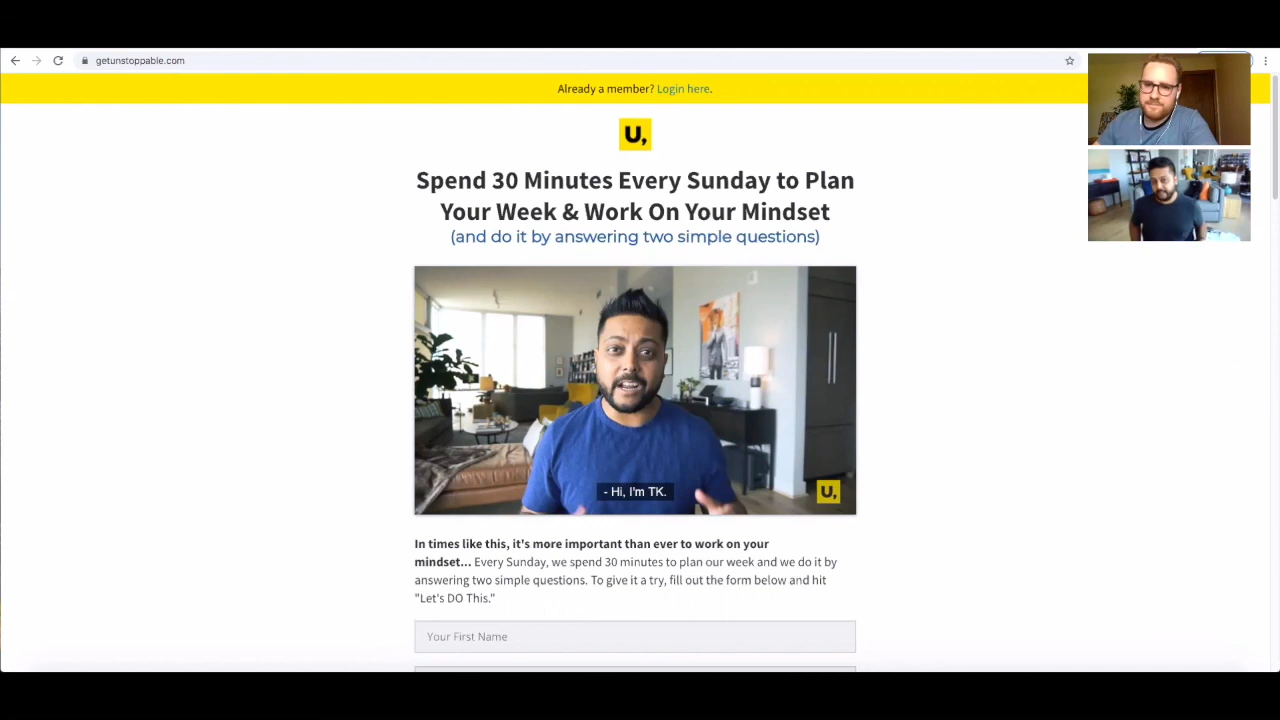 getunstoppable.com
Already a member? Login here.
U,
Spend 30 Minutes Every Sunday to Plan
Your Week & Work On Your Mindset
(and do it by answering two simple questions)
- Hi, I'm TK.
U,
In times like this, it's more important than ever to work on your
mindset... Every Sunday, we spend 30 minutes to plan our week and we do it by
answering two simple questions. To give it a try, fill out the form below and hit
"Let's DO This."
Your First Name